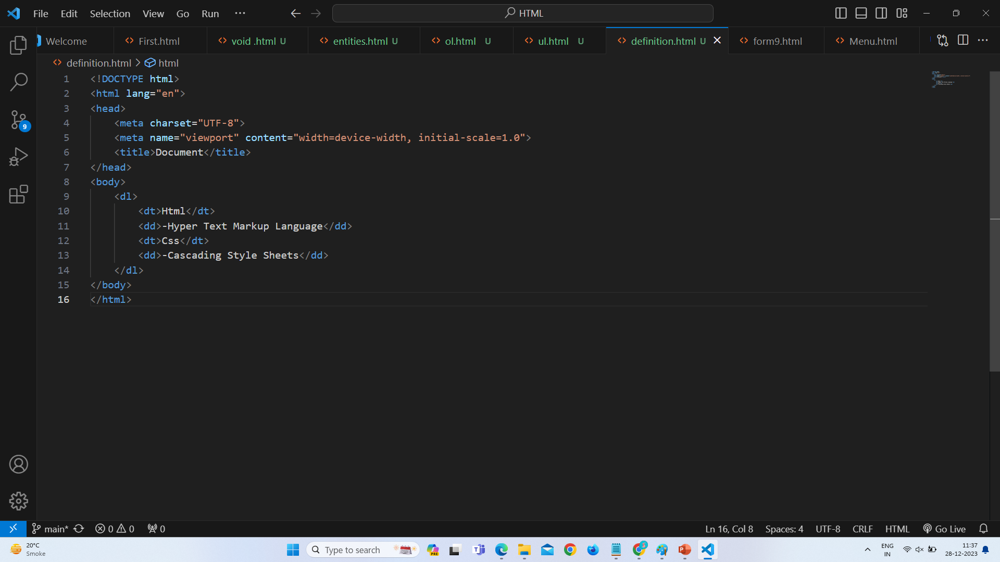 File Edit Selection View Go Run ··· HTML
Welcome First.html void .html U entities.html U ol.html U ul.html U definition.html U form9.html Menu.html
definition.html > html
1 <!DOCTYPE html>
2 <html lang="en">
3 <head>
4     <meta charset="UTF-8">
5     <meta name="viewport" content="width=device-width, initial-scale=1.0">
6     <title>Document</title>
7 </head>
8 <body>
9     <dl>
10         <dt>Html</dt>
11         <dd>-Hyper Text Markup Language</dd>
12         <dt>Css</dt>
13         <dd>-Cascading Style Sheets</dd>
14     </dl>
15 </body>
16 </html>
9
main* 0 0 0 Ln 16, Col 8 Spaces: 4 UTF-8 CRLF HTML Go Live
20°C
Smoke
Type to search
PRE
ENG
IN
11:37
28-12-2023